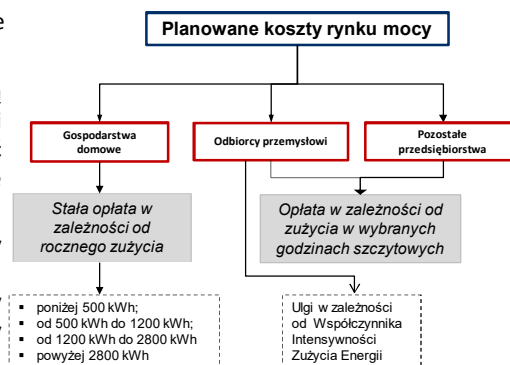 Planowane koszty rynku mocy
Gospodarstwa
domowe
Odbiorcy przemysłowi
Pozostałe
przedsiębiorstwa
Stała opłata w
zależności od
rocznego zużycia
Opłata w zależności od
zużycia w wybranych
godzinach szczytowych
▪ poniżej 500 kWh;
▪ od 500 kWh do 1200 kWh;
▪ od 1200 kWh do 2800 kWh
▪ powyżej 2800 kWh
Ulgi w zależności
od Współczynnika
Intensywności
Zużycia Energii